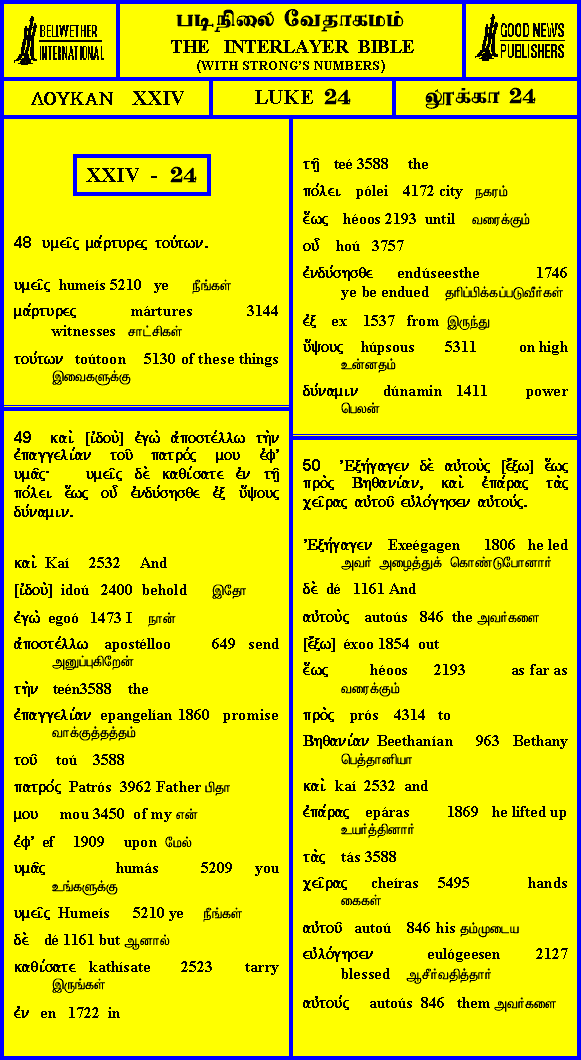 BELLWETHER
INTERNATIONAL
படிநிலை வேதாகமம்
THE INTERLAYER BIBLE
(WITH STRONG'S NUMBERS)
GOOD NEWS
PUBLISHERS
ΛΟΥΚΑΝ XXIV
LUKE 24
லூக்கா 24
XXIV - 24
48 υμεῖς μάρτυρες τούτων.
υμεῖς humeís 5210 ye நீங்கள்
μάρτυρες mártures 3144
witnesses சாட்சிகள்
τούτων toútoon 5130 of these things
இவைகளுக்கு
49 καὶ [ἰδοὺ] ἐγὼ ἀποστέλλω τὴν
ἐπαγγελίαν τοῦ πατρός μου ἐφ'
υμᾶς· υμεῖς δὲ καθίσατε ἐν τῇ
πόλει ἕως οὗ ἐνδύσησθε ἐξ ὕψους
δύναμιν.
καὶ Kaí 2532 And
[ἰδοὺ] idoú 2400 behold இதோ
ἐγὼ egoó 1473 I நான்
ἀποστέλλω apostélloo 649 send
அனுப்புகிறேன்
τὴν teén3588 the
ἐπαγγελίαν epangelían 1860 promise
வாக்குத்தத்தம்
τοῦ toú 3588
πατρός Patrós 3962 Father பிதா
μου mou 3450 of my என்
ἐφ' ef 1909 upon மேல்
υμᾶς humás 5209 you
உங்களுக்கு
υμεῖς Humeís 5210 ye நீங்கள்
δὲ dé 1161 but ஆனால்
καθίσατε kathísate 2523 tarry
இருங்கள்
ἐν en 1722 in
τῇ teé 3588 the
πόλει pólei 4172 city நகரம்
ἕως héoos 2193 until வரைக்கும்
οὗ hoú 3757
ἐνδύσησθε endúseesthe 1746
ye be endued தரிப்பிக்கப்படுவீர்கள்
ἐξ ex 1537 from இருந்து
ὕψους húpsous 5311 on high
உன்னதம்
δύναμιν dúnamin 1411 power
பெலன்
50 Ἐξήγαγεν δὲ αὐτοὺς [ἔξω] ἕως
πρὸς Βηθανίαν, καὶ ἐπάρας τὰς
χεῖρας αὐτοῦ εὐλόγησεν αὐτούς.
Ἐξήγαγεν Exeégagen 1806 he led
அவர் அழைத்துக் கொண்டுபோனார்
δὲ dé 1161 And
αὐτοὺς autoús 846 the அவர்களை
[ἔξω] éxoo 1854 out
ἕως héoos 2193 as far as
வரைக்கும்
πρὸς prós 4314 to
Βηθανίαν Beethanían 963 Bethany
பெத்தானியா
καὶ kaí 2532 and
ἐπάρας epáras 1869 he lifted up
உயர்த்தினார்
τὰς tás 3588
χεῖρας cheíras 5495 hands
கைகள்
αὐτοῦ autoú 846 his தம்முடைய
εὐλόγησεν eulógeesen 2127
blessed ஆசீர்வதித்தார்
αὐτούς autoús 846 them அவர்களை